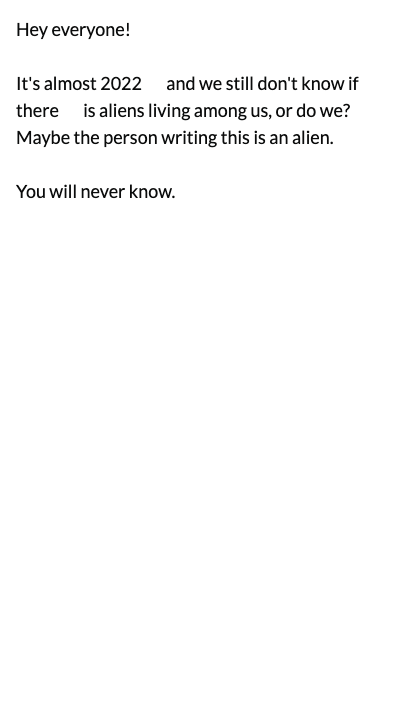 Hey everyone!
It's almost 2022 and we still don't know if
there is aliens living among us, or do we?
Maybe the person writing this is an alien.
You will never know.